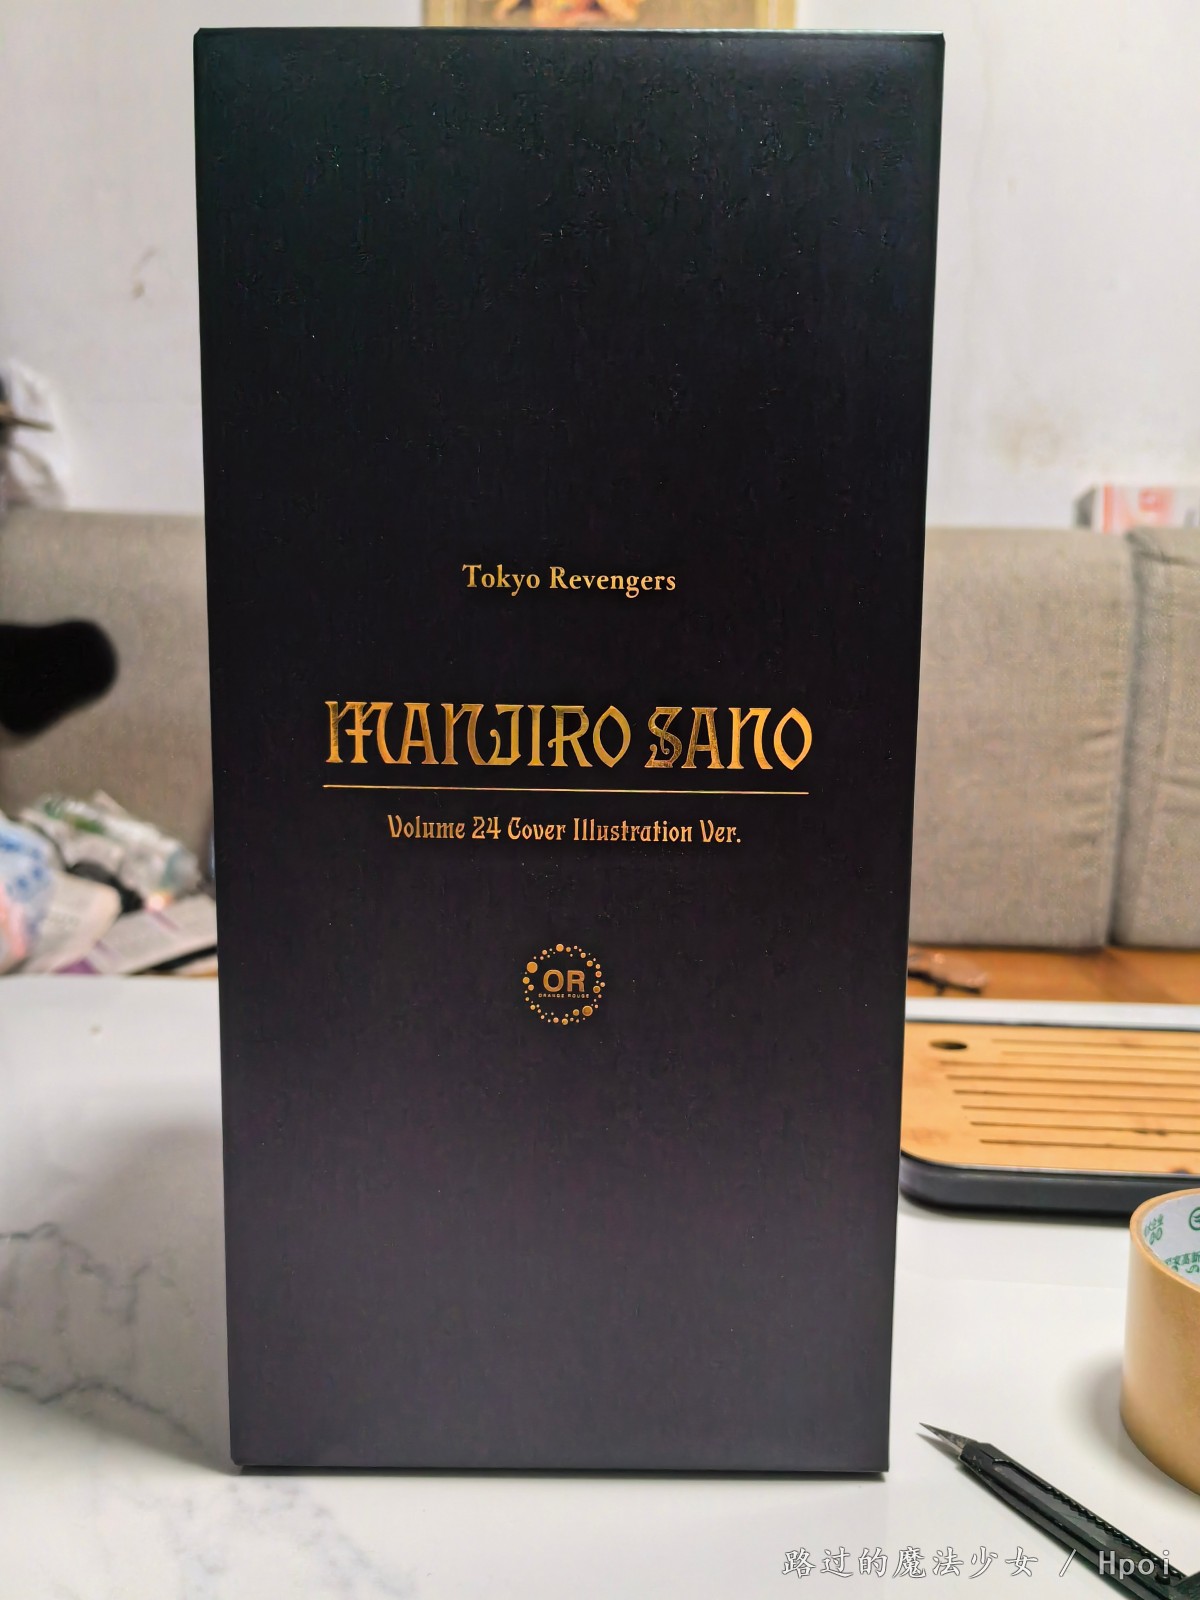 Tokyo Revengers
MANJIRO SANO
Volume 24 Cover Illustration Ver.
OR
ORANGE ROUGE
路过的魔法少女 / Hpoi